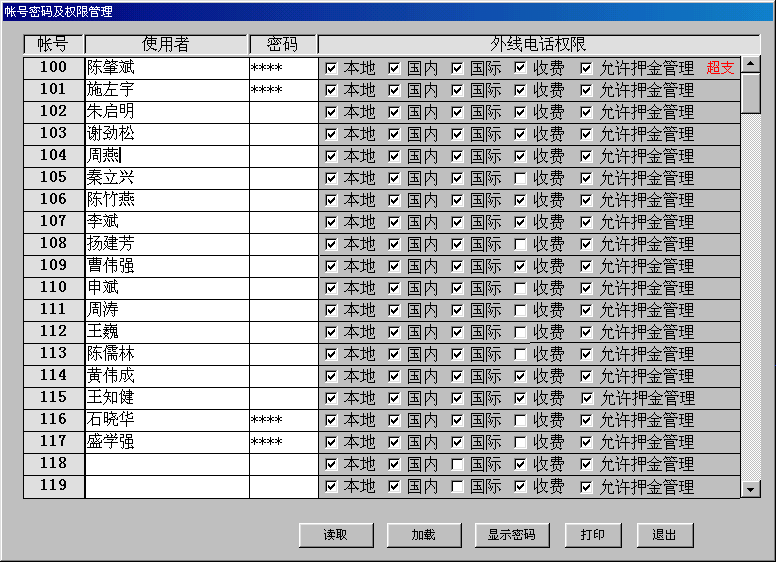 帐号密码及权限管理
帐号 使用者 密码 外线电话权限
100 陈肇斌 **** 本地 国内 国际 收费 允许押金管理 超支
101 施左宇 **** 本地 国内 国际 收费 允许押金管理
102 朱启明 本地 国内 国际 收费 允许押金管理
103 谢劲松 本地 国内 国际 收费 允许押金管理
104 周燕 本地 国内 国际 收费 允许押金管理
105 秦立兴 本地 国内 国际 收费 允许押金管理
106 陈竹燕 本地 国内 国际 收费 允许押金管理
107 李斌 本地 国内 国际 收费 允许押金管理
108 扬建芳 本地 国内 国际 收费 允许押金管理
109 曹伟强 本地 国内 国际 收费 允许押金管理
110 申斌 本地 国内 国际 收费 允许押金管理
111 周涛 本地 国内 国际 收费 允许押金管理
112 王巍 本地 国内 国际 收费 允许押金管理
113 陈儒林 本地 国内 国际 收费 允许押金管理
114 黄伟成 本地 国内 国际 收费 允许押金管理
115 王知健 本地 国内 国际 收费 允许押金管理
116 石晓华 **** 本地 国内 国际 收费 允许押金管理
117 盛学强 **** 本地 国内 国际 收费 允许押金管理
118 本地 国内 国际 收费 允许押金管理
119 本地 国内 国际 收费 允许押金管理
读取 加载 显示密码 打印 退出